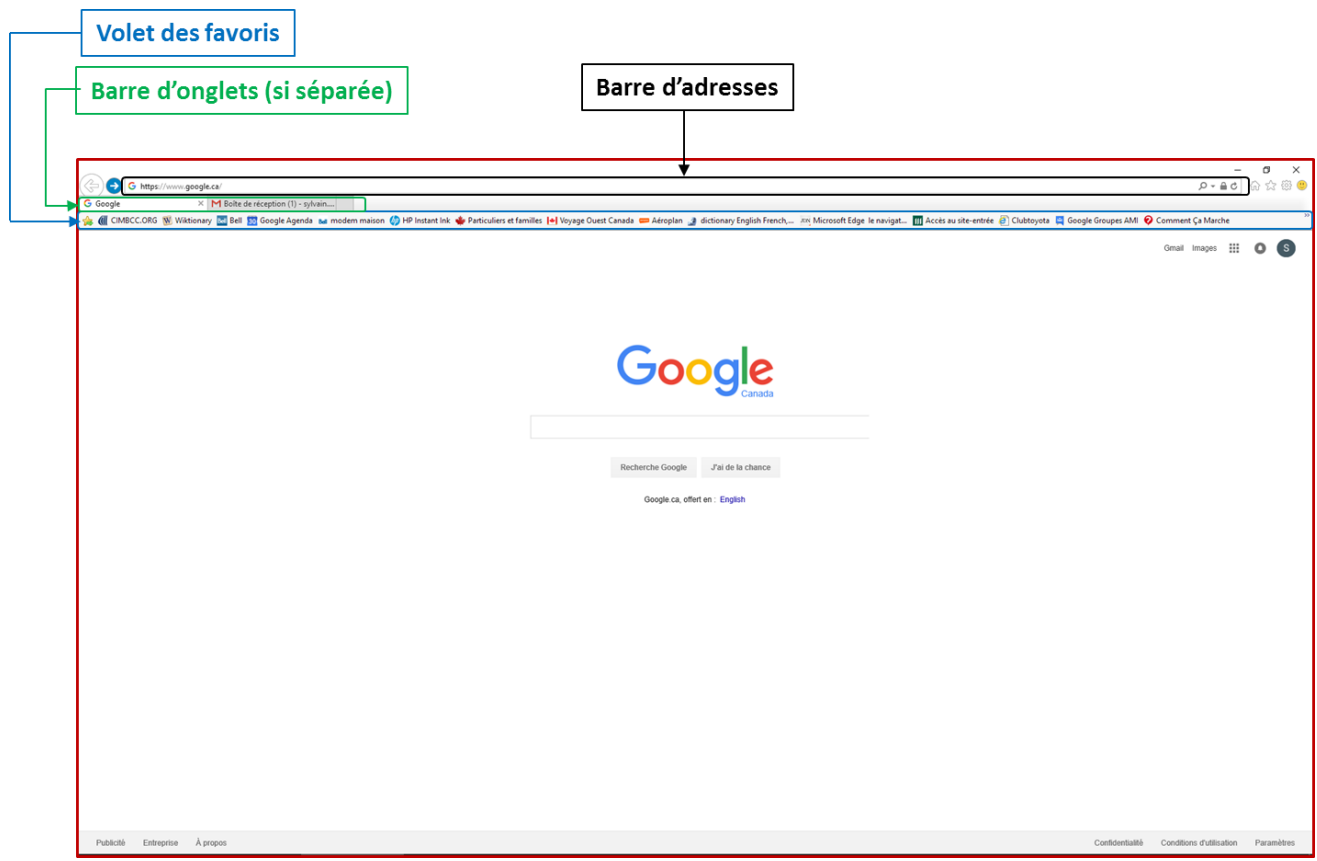 Volet des favoris
Barre d'onglets (si séparée)
Barre d'adresses
https://www.google.ca/
Google Boîte de réception (1) - sylvain....
CIMBCC.ORG Wiktionary Bell Google Agenda modem maison HP Instant Ink Particuliers et familles Voyage Ouest Canada Aéroplan dictionary English French,... Microsoft Edge le navigat... Accès au site-entrée Clubtoyota Google Groupes AMI Comment Ça Marche
Gmail Images S
Google
Canada
Recherche Google J'ai de la chance
Google.ca, offert en : English
Publicité Entreprise À propos Confidentialité Conditions d'utilisation Paramètres